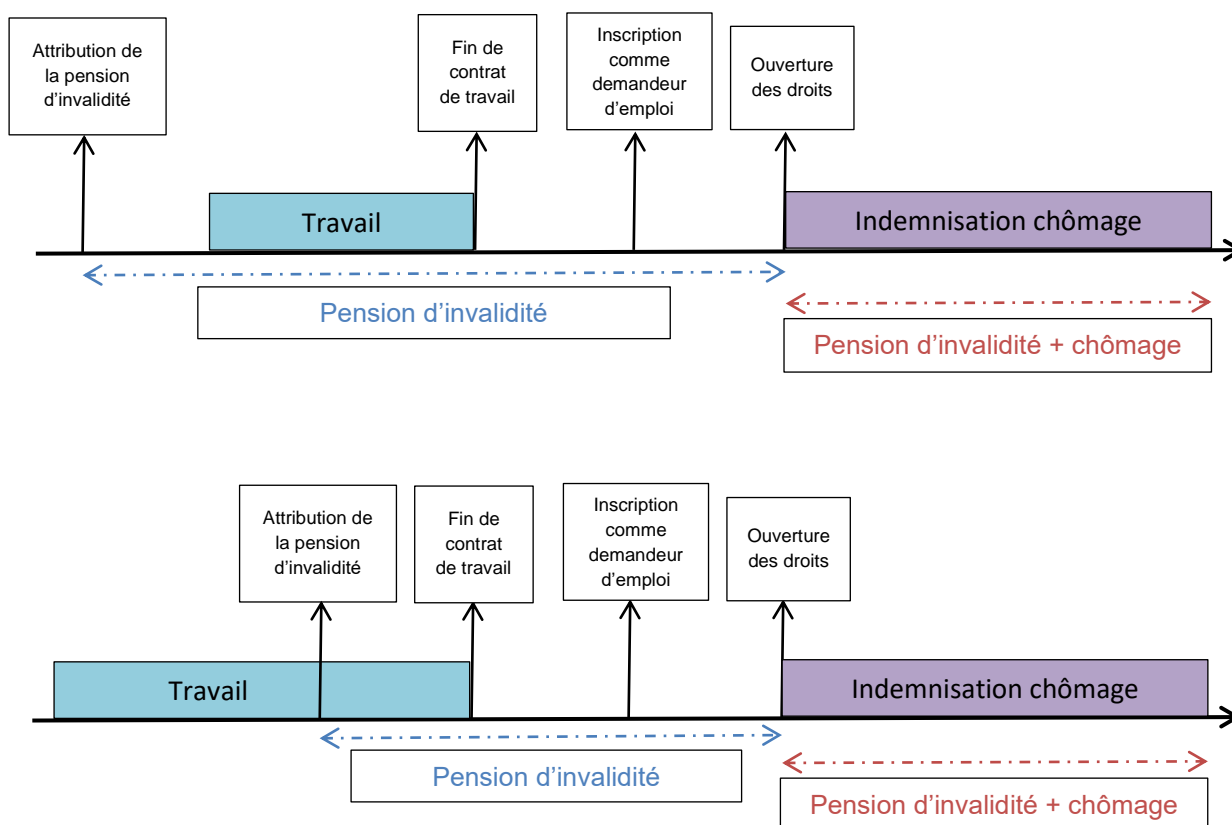 Attribution de
la pension
d’invalidité
Fin de
contrat
de travail
Inscription
comme
demandeur
d’emploi
Ouverture
des droits
Travail
Indemnisation chômage
Pension d’invalidité
Pension d’invalidité + chômage
Attribution de
la pension
d’invalidité
Fin de
contrat
de travail
Inscription
comme
demandeur
d’emploi
Ouverture
des droits
Travail
Indemnisation chômage
Pension d’invalidité
Pension d’invalidité + chômage